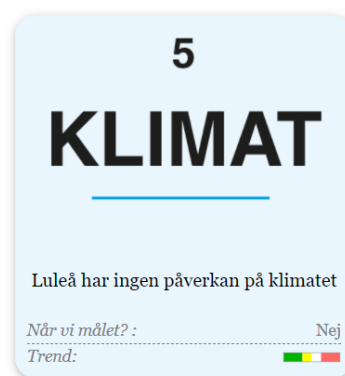 5
KLIMAT
Luleå har ingen påverkan på klimatet
Når vi målet? : Nej
Trend: